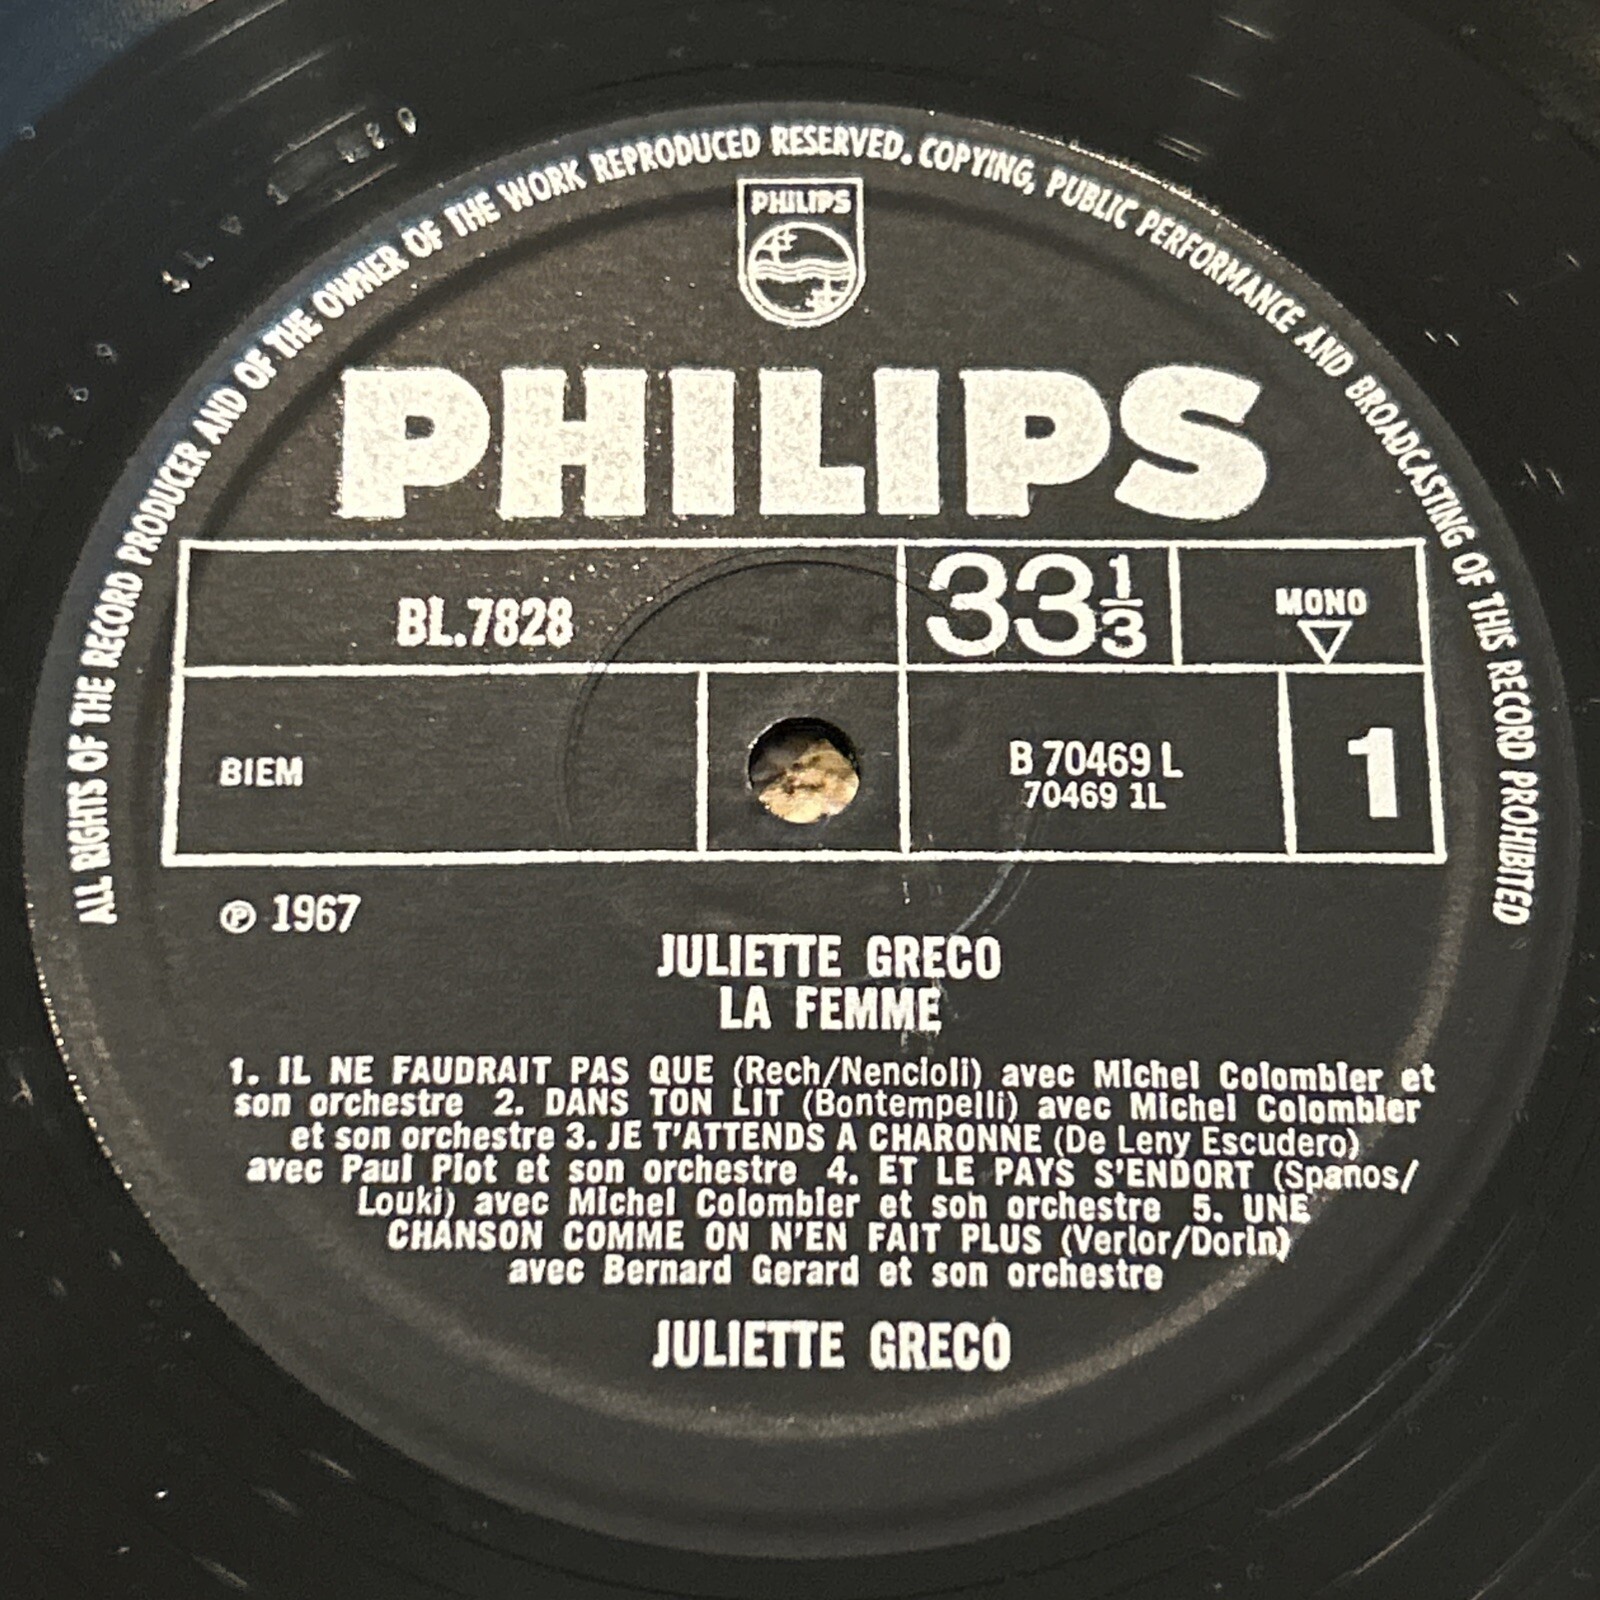 ALL RIGHTS OF THE RECORD PRODUCER AND OF THE OWNER OF THE WORK REPRODUCED RESERVED. COPYING, PUBLIC PERFORMANCE AND BROADCASTING OF THIS RECORD PROHIBITED
PHILIPS
PHILIPS
BL.7828
33 1/3
MONO
BIEM
B 70469 L
70469 1L
1
℗ 1967
JULIETTE GRECO
LA FEMME
1. IL NE FAUDRAIT PAS QUE (Rech/Nencioli) avec Michel Colombier et
son orchestre 2. DANS TON LIT (Bontempelli) avec Michel Colombier
et son orchestre 3. JE T'ATTENDS A CHARONNE (De Leny Escudero)
avec Paul Piot et son orchestre 4. ET LE PAYS S'ENDORT (Spanos/
Louki) avec Michel Colombier et son orchestre 5. UNE
CHANSON COMME ON N'EN FAIT PLUS (Verlor/Dorin)
avec Bernard Gerard et son orchestre
JULIETTE GRECO